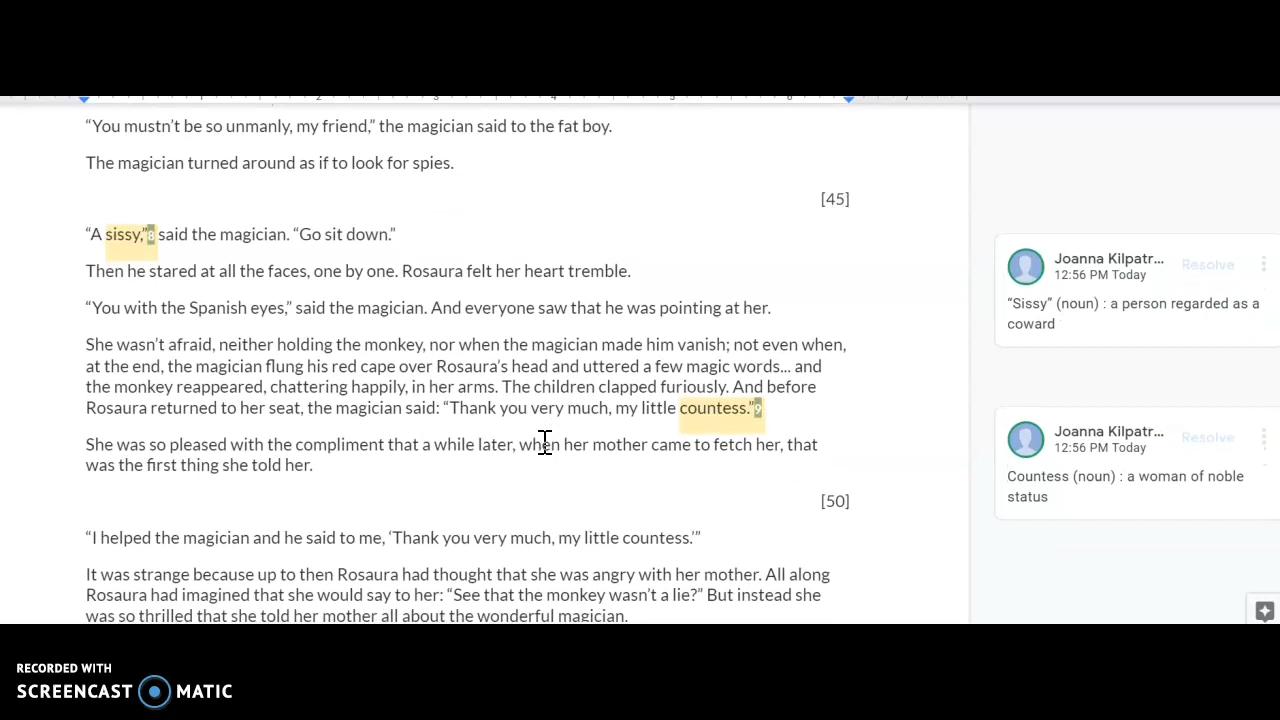 1 2 3 4 5 6 7
“You mustn’t be so unmanly, my friend,” the magician said to the fat boy.
The magician turned around as if to look for spies.
[45]
“A sissy,”8 said the magician. “Go sit down.”
Then he stared at all the faces, one by one. Rosaura felt her heart tremble.
“You with the Spanish eyes,” said the magician. And everyone saw that he was pointing at her.
She wasn’t afraid, neither holding the monkey, nor when the magician made him vanish; not even when,
at the end, the magician flung his red cape over Rosaura’s head and uttered a few magic words... and
the monkey reappeared, chattering happily, in her arms. The children clapped furiously. And before
Rosaura returned to her seat, the magician said: “Thank you very much, my little countess.”9
She was so pleased with the compliment that a while later, when her mother came to fetch her, that
was the first thing she told her.
[50]
“I helped the magician and he said to me, ‘Thank you very much, my little countess.’”
It was strange because up to then Rosaura had thought that she was angry with her mother. All along
Rosaura had imagined that she would say to her: “See that the monkey wasn’t a lie?” But instead she
was so thrilled that she told her mother all about the wonderful magician.
Joanna Kilpatr... Resolve
12:56 PM Today
“Sissy” (noun) : a person regarded as a
coward
Joanna Kilpatr... Resolve
12:56 PM Today
Countess (noun) : a woman of noble
status
RECORDED WITH
SCREENCAST MATIC